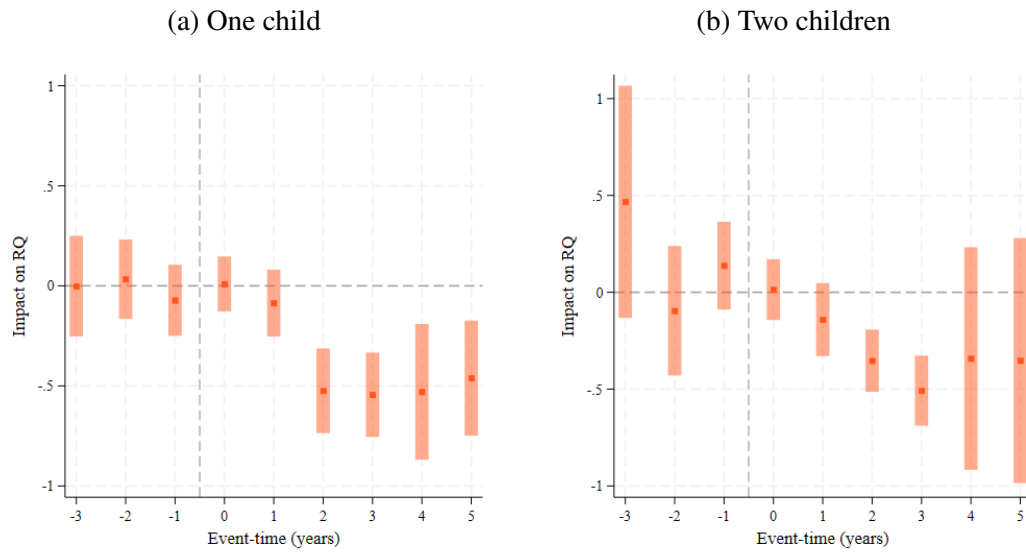 (a) One child
1
.5
0
-.5
-1
Impact on RQ
-3 -2 -1 0 1 2 3 4 5
Event-time (years)
(b) Two children
1
.5
0
-.5
-1
Impact on RQ
-3 -2 -1 0 1 2 3 4 5
Event-time (years)